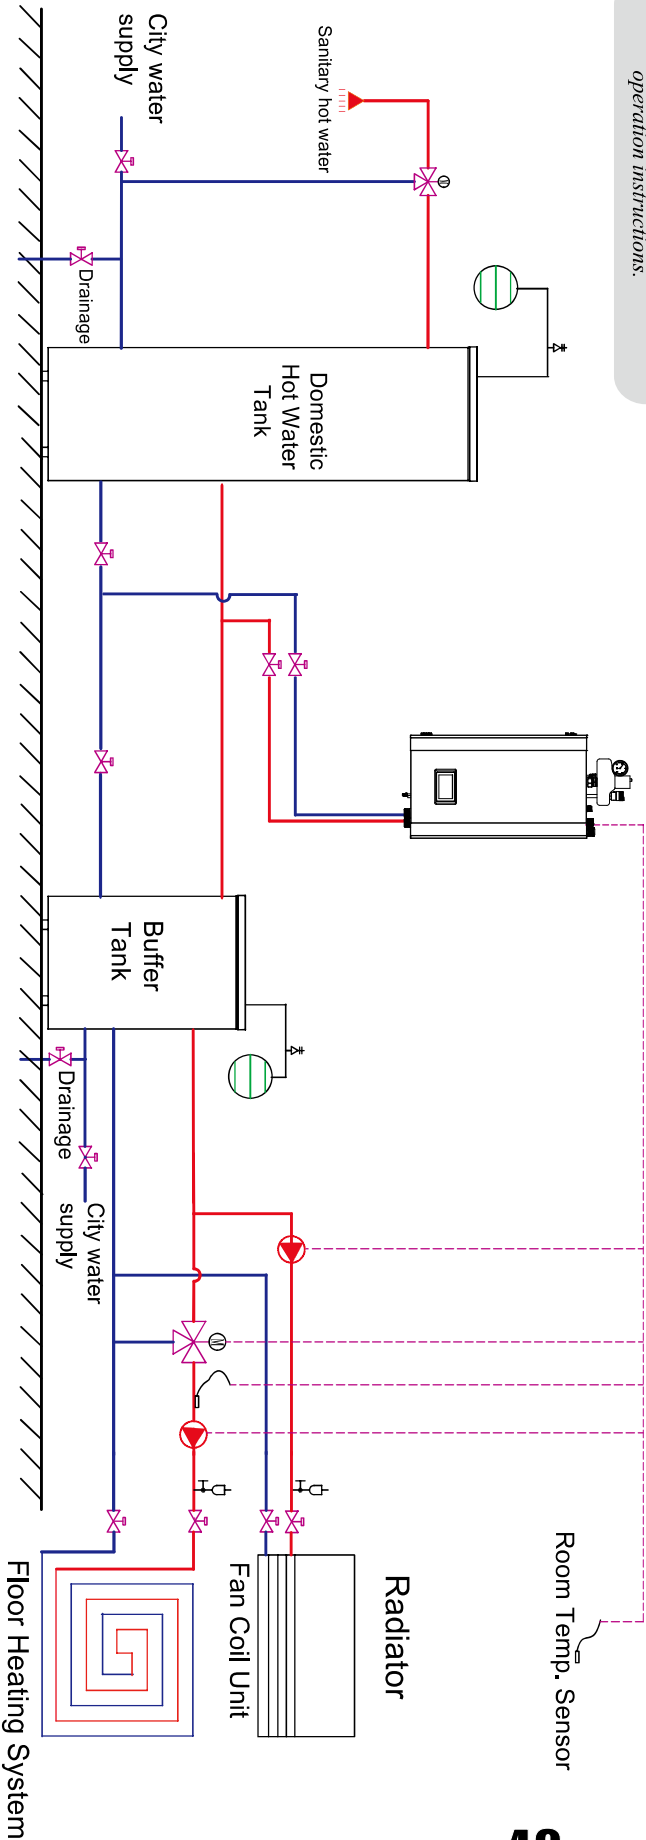 operation instructions.
City water
supply
Sanitary hot water
Drainage
Domestic
Hot Water
Tank
Buffer
Tank
Drainage
City water
supply
Radiator
Fan Coil Unit
Floor Heating System
Room Temp. Sensor